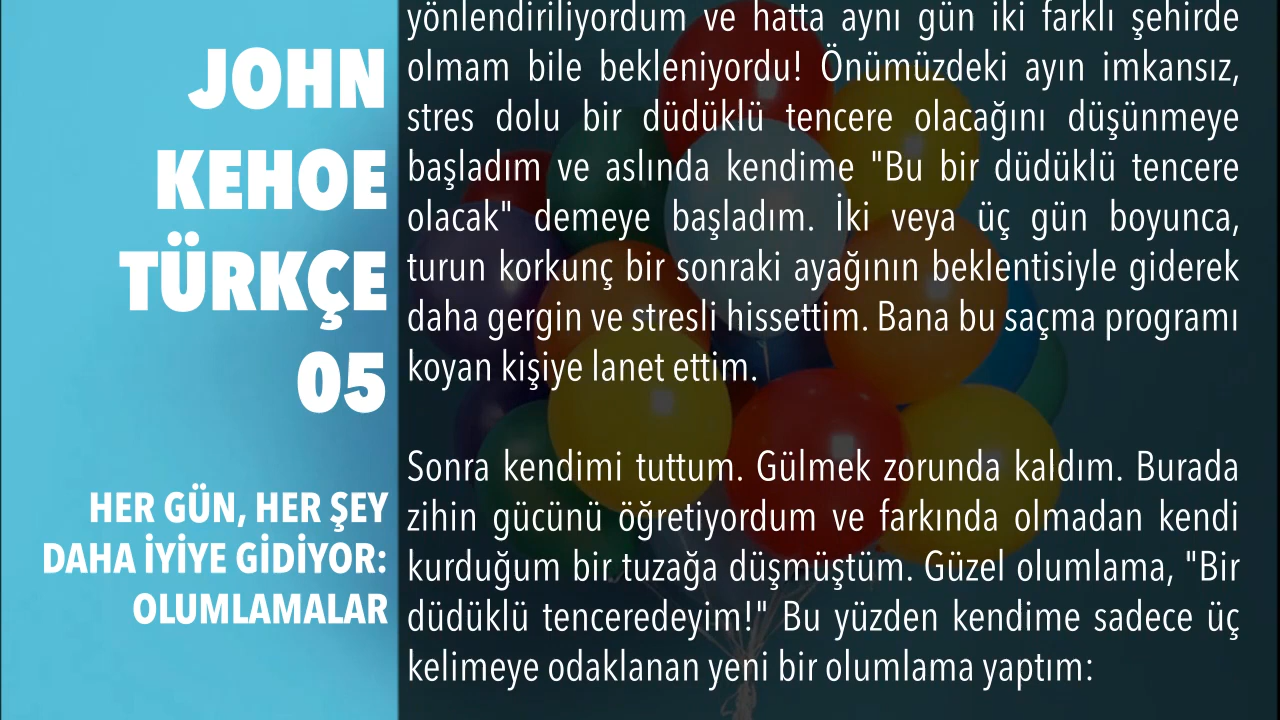 JOHN
KEHOE
TÜRKÇE
05
HER GÜN, HER ŞEY
DAHA İYİYE GİDİYOR:
OLUMLAMALAR
yönlendiriliyordum ve hatta aynı gün iki farklı şehirde
olmam bile bekleniyordu! Önümüzdeki ayın imkansız,
stres dolu bir düdüklü tencere olacağını düşünmeye
başladım ve aslında kendime "Bu bir düdüklü tencere
olacak" demeye başladım. İki veya üç gün boyunca,
turun korkunç bir sonraki ayağının beklentisiyle giderek
daha gergin ve stresli hissettim. Bana bu saçma programı
koyan kişiye lanet ettim.
Sonra kendimi tuttum. Gülmek zorunda kaldım. Burada
zihin gücünü öğretiyordum ve farkında olmadan kendi
kurduğum bir tuzağa düşmüştüm. Güzel olumlama, "Bir
düdüklü tenceredeyim!" Bu yüzden kendime sadece üç
kelimeye odaklanan yeni bir olumlama yaptım: